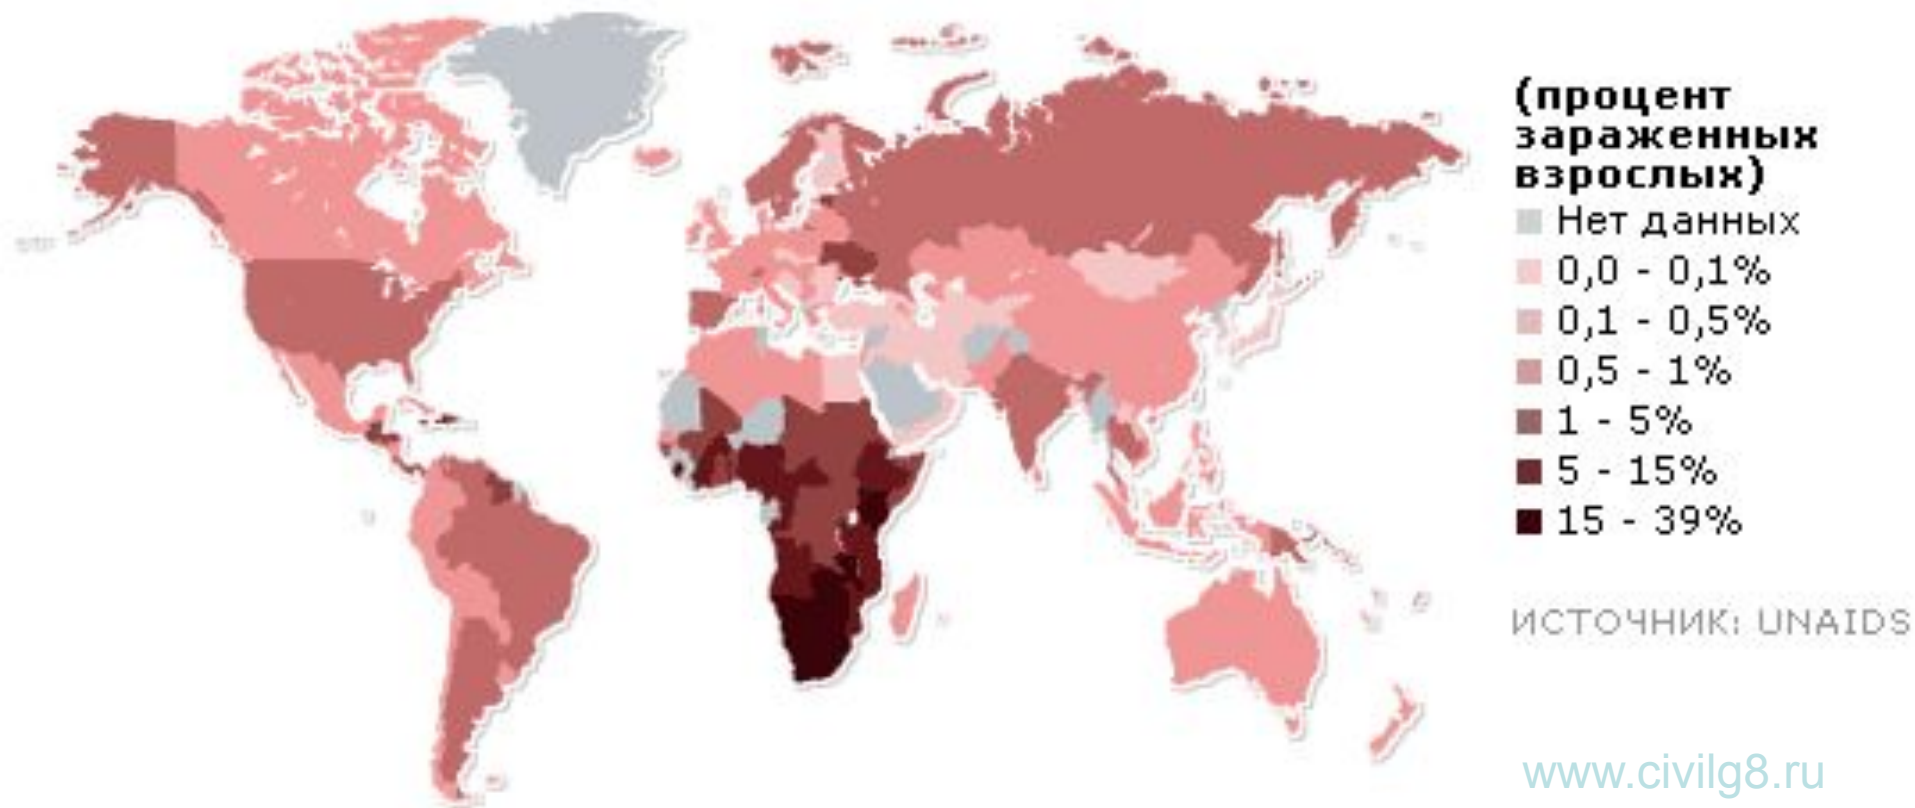 (процент
зараженных
взрослых)
Нет данных
0,0 - 0,1%
0,1 - 0,5%
0,5 - 1%
1 - 5%
5 - 15%
15 - 39%
ИСТОЧНИК: UNAIDS
www.civilg8.ru